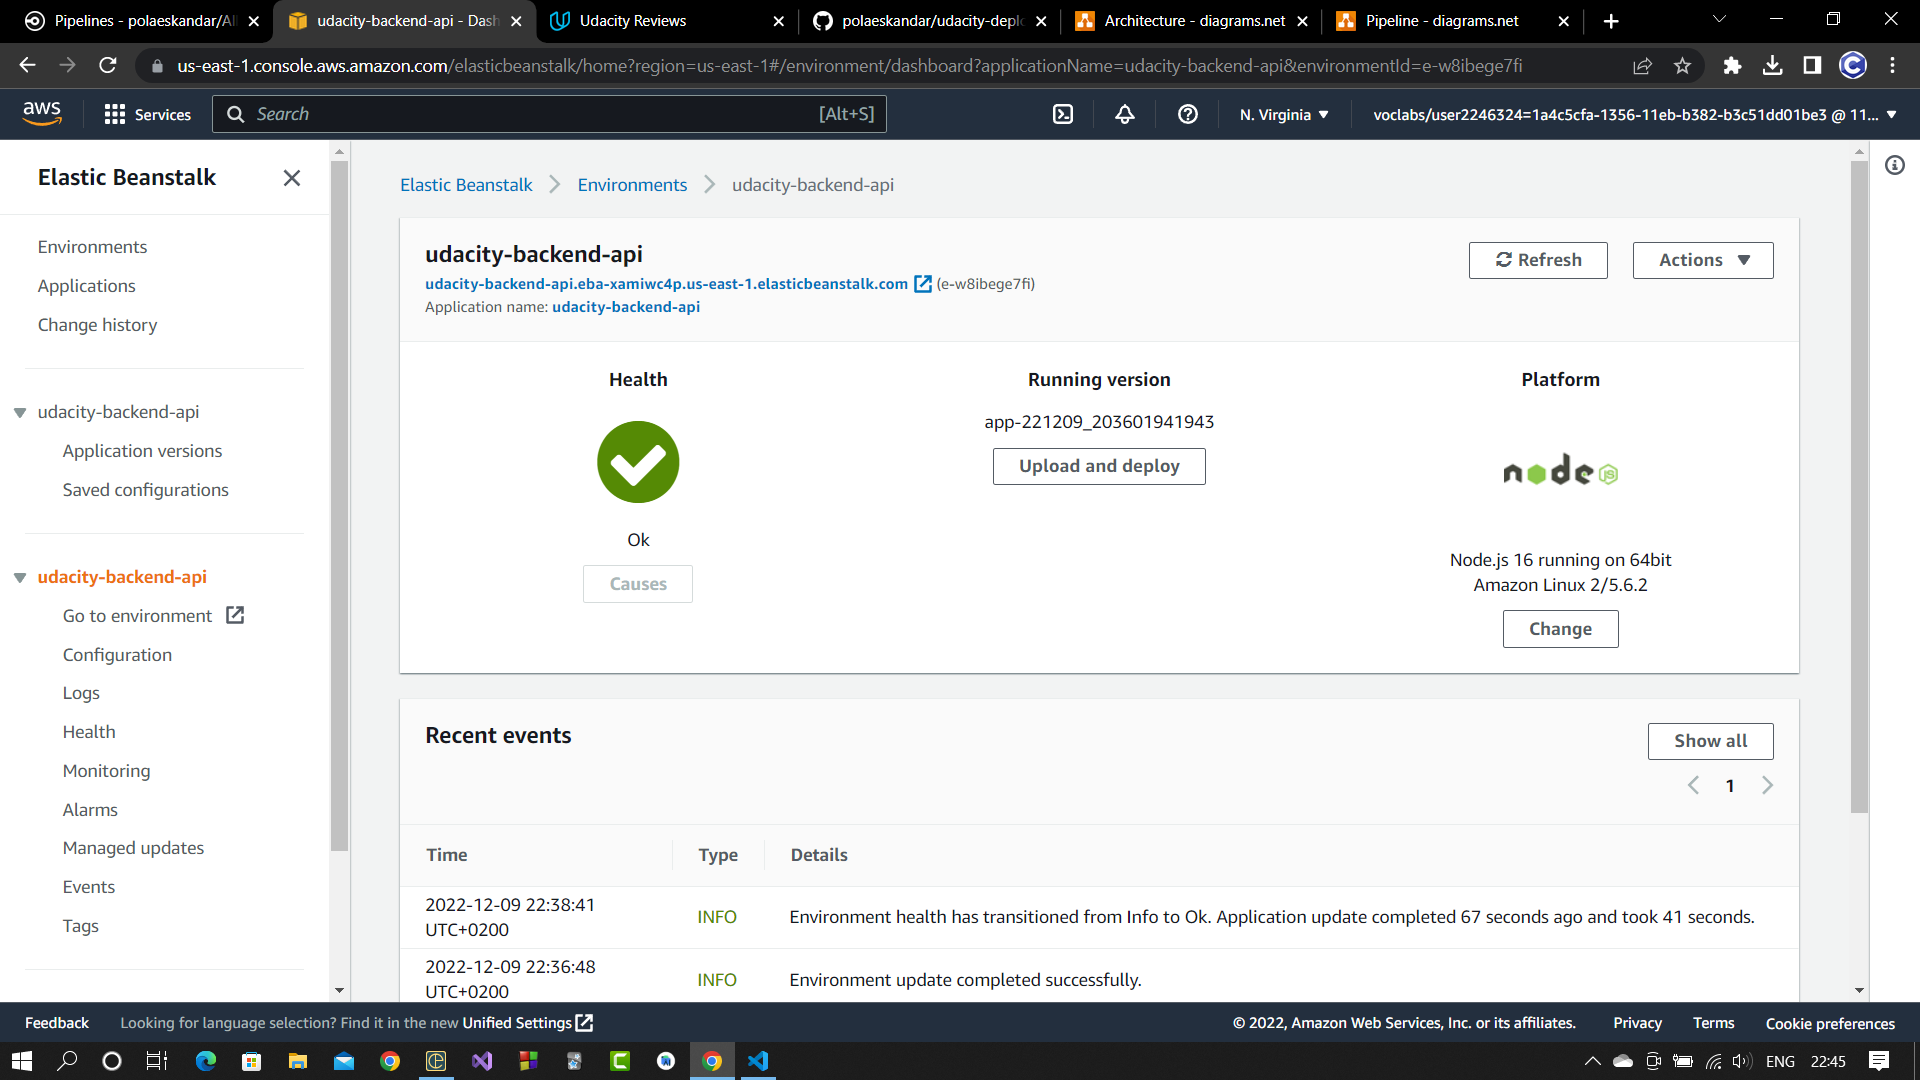 Pipelines - polaeskandar/Al
udacity-backend-api - Das
Udacity Reviews
polaeskandar/udacity-deplo
Architecture - diagrams.net
Pipeline - diagrams.net
us-east-1.console.aws.amazon.com/elasticbeanstalk/home?region=us-east-1#/environment/dashboard?applicationName=udacity-backend-api&environmentId=e-w8ibege7fi
aws
Services
Search
[Alt+S]
N. Virginia
voclabs/user2246324=1a4c5cfa-1356-11eb-b382-b3c51dd01be3 @ 11...
Elastic Beanstalk
Environments
Applications
Change history
udacity-backend-api
Application versions
Saved configurations
udacity-backend-api
Go to environment
Configuration
Logs
Health
Monitoring
Alarms
Managed updates
Events
Tags
Elastic Beanstalk
Environments
udacity-backend-api
udacity-backend-api
udacity-backend-api.eba-xamiwc4p.us-east-1.elasticbeanstalk.com (e-w8ibege7fi)
Application name: udacity-backend-api
Refresh
Actions
Health
Ok
Causes
Running version
app-221209_203601941943
Upload and deploy
Platform
node
JS
Node.js 16 running on 64bit
Amazon Linux 2/5.6.2
Change
Recent events
Show all
1
Time Type Details
2022-12-09 22:38:41
UTC+0200
INFO
Environment health has transitioned from Info to Ok. Application update completed 67 seconds ago and took 41 seconds.
2022-12-09 22:36:48
UTC+0200
INFO
Environment update completed successfully.
Feedback
Looking for language selection? Find it in the new Unified Settings
© 2022, Amazon Web Services, Inc. or its affiliates.
Privacy
Terms
Cookie preferences
ENG
22:45